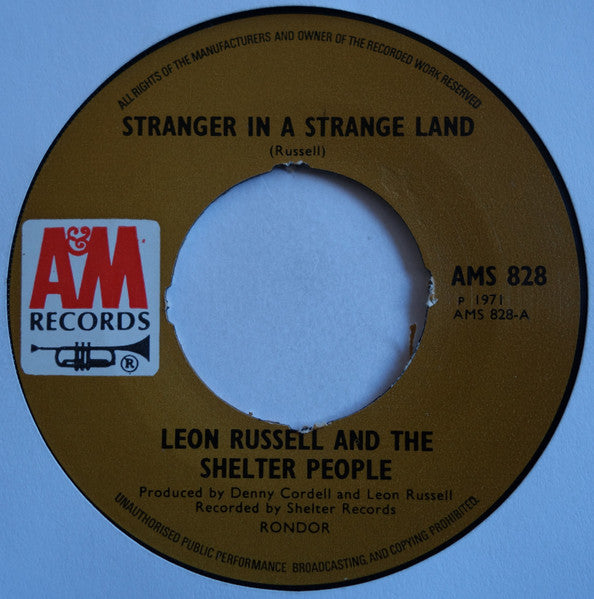 ALL RIGHTS OF THE MANUFACTURERS AND OWNER OF THE RECORDED WORK RESERVED
STRANGER IN A STRANGE LAND
(Russell)
A&M
RECORDS
®
AMS 828
P 1971
AMS 828-A
LEON RUSSELL AND THE
SHELTER PEOPLE
Produced by Denny Cordell and Leon Russell
Recorded by Shelter Records
RONDOR
UNAUTHORISED PUBLIC PERFORMANCE BROADCASTING, AND COPYING PROHIBITED.